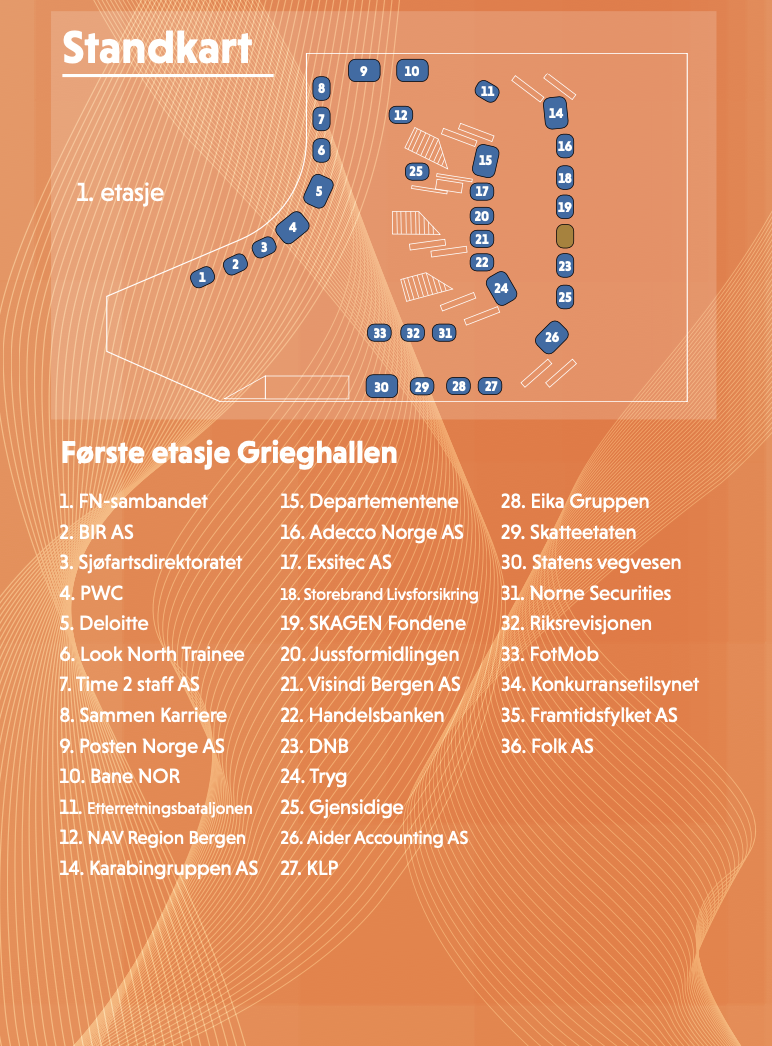 Standkart
9
10
8
11
7
12
14
6
16
15
25
5
18
1. etasje
17
19
20
4
21
3
2
22
23
1
24
25
33
32
31
26
30
29
28
27
Første etasje Grieghallen
1. FN-sambandet
2. BIR AS
3. Sjøfartsdirektoratet
4. PWC
5. Deloitte
6. Look North Trainee
7. Time 2 staff AS
8. Sammen Karriere
9. Posten Norge AS
10. Bane NOR
11. Etterretningsbataljonen
12. NAV Region Bergen
14. Karabingruppen AS
15. Departementene
16. Adecco Norge AS
17. Exsitec AS
18. Storebrand Livsforsikring
19. SKAGEN Fondene
20. Jussformidlingen
21. Visindi Bergen AS
22. Handelsbanken
23. DNB
24. Tryg
25. Gjensidige
26. Aider Accounting AS
27. KLP
28. Eika Gruppen
29. Skatteetaten
30. Statens vegvesen
31. Norne Securities
32. Riksrevisjonen
33. FotMob
34. Konkurransetilsynet
35. Framtidsfylket AS
36. Folk AS